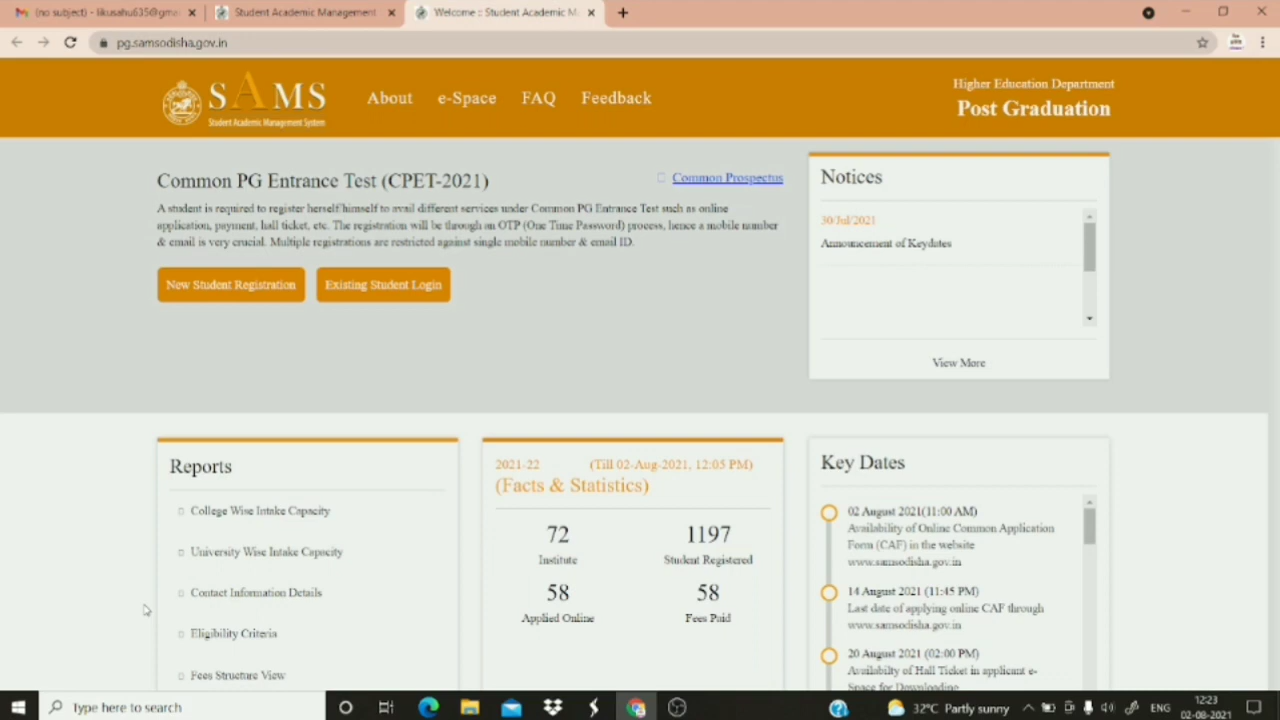 (no subject) - likusahu635@gma
Student Academic Management
Welcome :: Student Academic M
pg.samsodisha.gov.in
SAMS
Student Academic Management System
About
e-Space
FAQ
Feedback
Higher Education Department
Post Graduation
Common PG Entrance Test (CPET-2021)
Common Prospectus
A student is required to register herself/himself to avail different services under Common PG Entrance Test such as online
application, payment, hall ticket, etc. The registration will be through an OTP (One Time Password) process, hence a mobile number
& email is very crucial. Multiple registrations are restricted against single mobile number & email ID.
New Student Registration
Existing Student Login
Notices
30/Jul/2021
Announcement of Keydates
View More
Reports
College Wise Intake Capacity
University Wise Intake Capacity
Contact Information Details
Eligibility Criteria
Fees Structure View
2021-22 (Till 02-Aug-2021, 12:05 PM)
(Facts & Statistics)
72
Institute
1197
Student Registered
58
Applied Online
58
Fees Paid
Key Dates
02 August 2021(11:00 AM)
Availability of Online Common Application
Form (CAF) in the website
www.samsodisha.gov.in
14 August 2021 (11:45 PM)
Last date of applying online CAF through
www.samsodisha.gov.in
20 August 2021 (02:00 PM)
Availabilty of Hall Ticket in applicant e-
Space for Downloading
Type here to search
32°C Partly sunny
ENG
12:23
02-08-2021